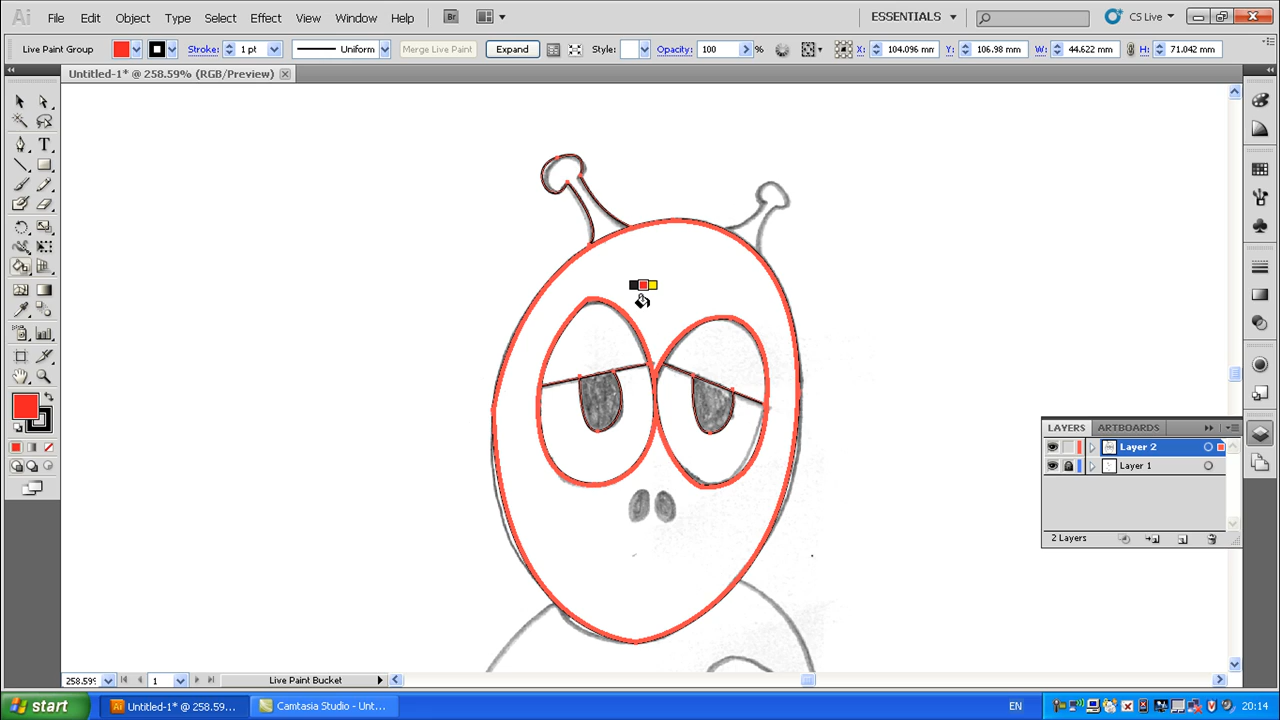 Ai File Edit Object Type Select Effect View Window Help Br ESSENTIALS CS Live
Live Paint Group Stroke: 1 pt Uniform Merge Live Paint Expand Style: Opacity: 100 % X: 104.096 mm Y: 106.98 mm W: 44.622 mm H: 71.042 mm
Untitled-1* @ 258.59% (RGB/Preview)
LAYERS ARTBOARDS
Layer 2
Layer 1
2 Layers
258.59% 1 Live Paint Bucket
start Untitled-1* @ 258.59... Camtasia Studio - Unt... EN 20:14